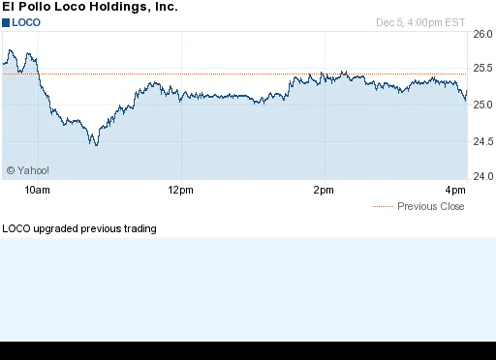 El Pollo Loco Holdings, Inc.
LOCO Dec 5, 4:00pm EST
26.0
25.5
25.0
24.5
24.0
© Yahoo!
10am 12pm 2pm 4pm
Previous Close
LOCO upgraded previous trading